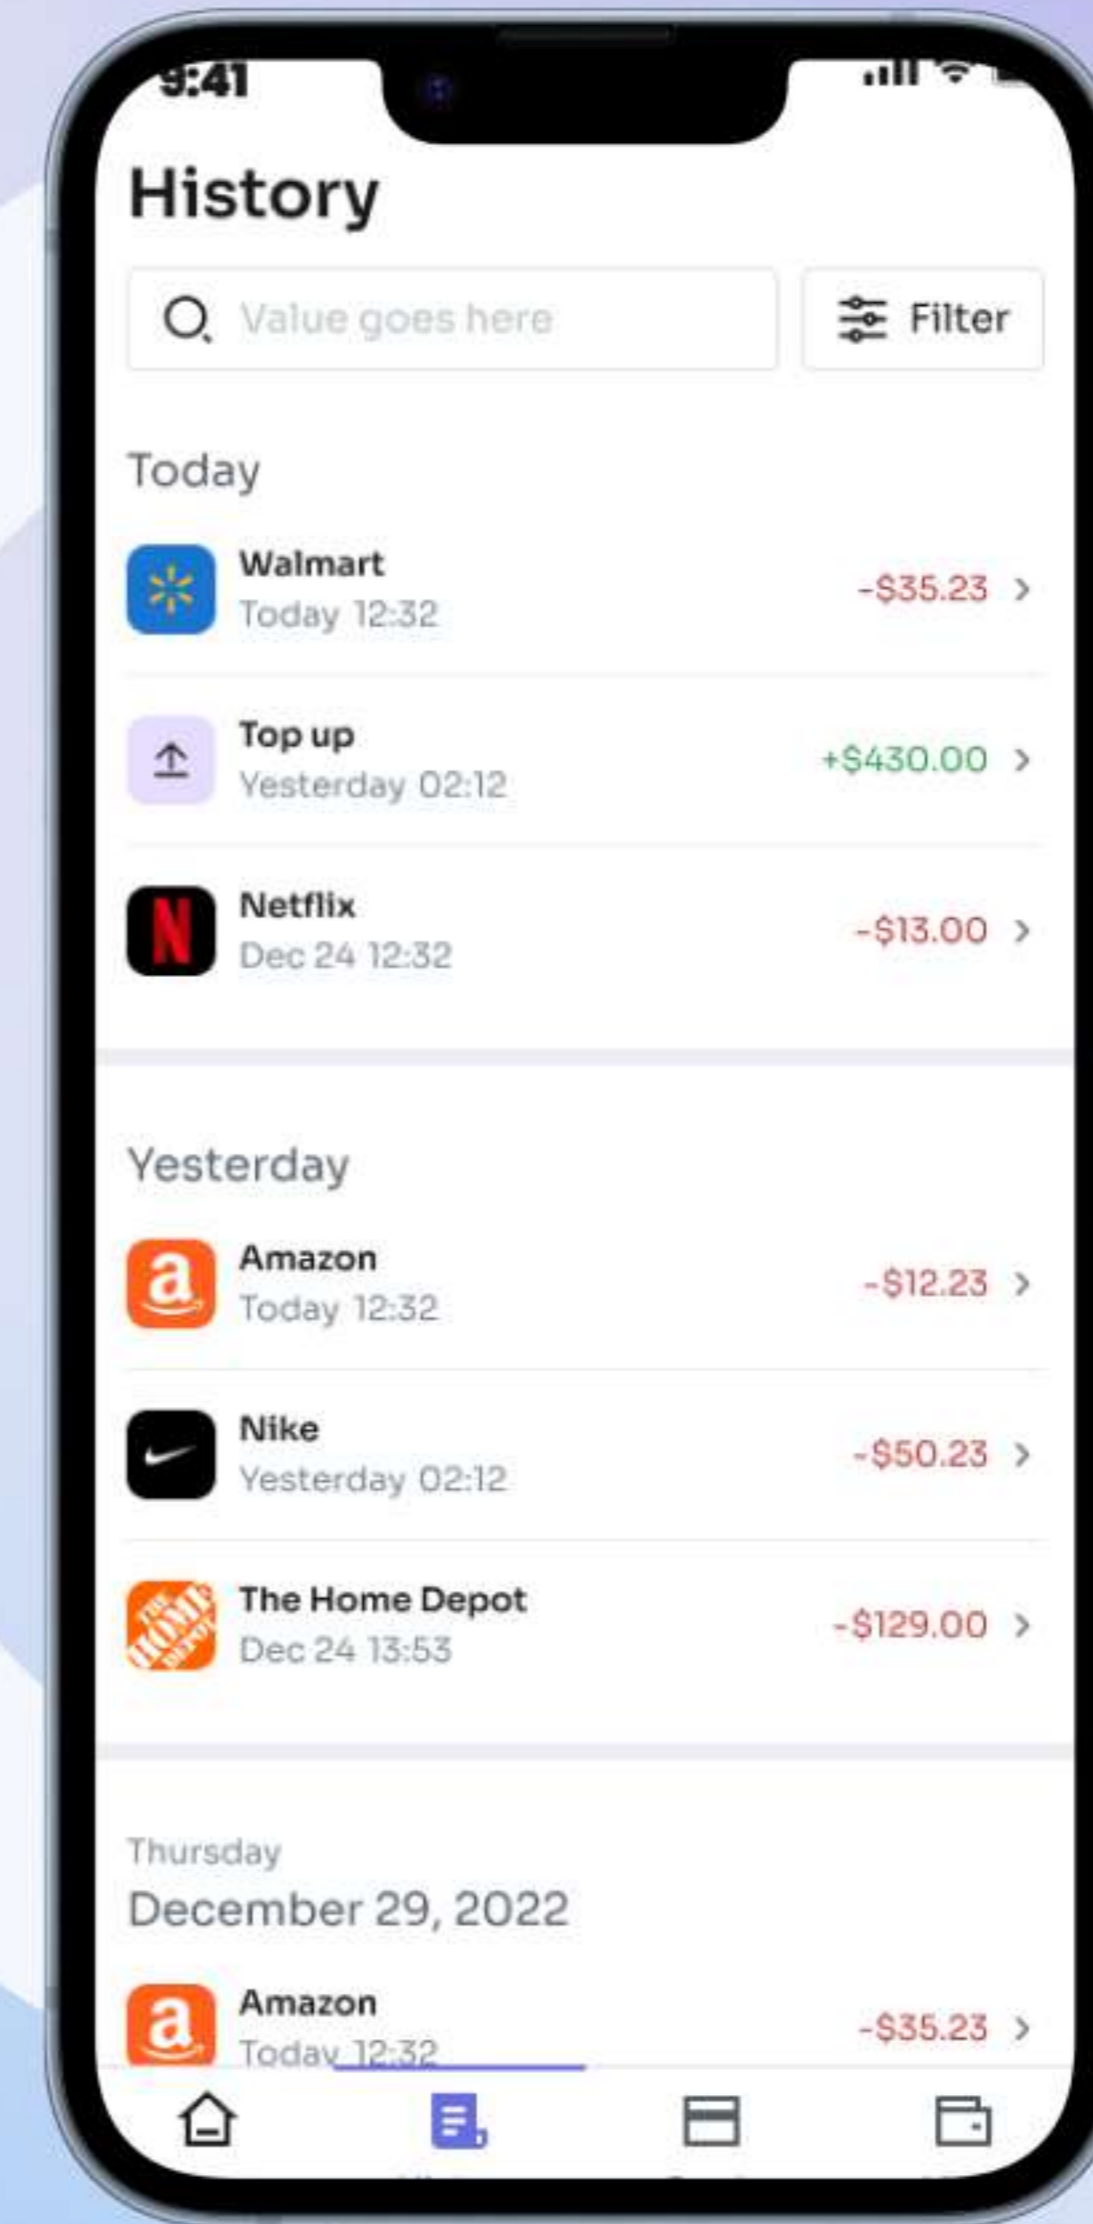 9:41
History
Value goes here
Filter
Today
Walmart
Today 12:32
-$35.23
Top up
Yesterday 02:12
+$430.00
Netflix
Dec 24 12:32
-$13.00
Yesterday
Amazon
Today 12:32
-$12.23
Nike
Yesterday 02:12
-$50.23
THE
HOME
DEPOT
The Home Depot
Dec 24 13:53
-$129.00
Thursday
December 29, 2022
Amazon
Today 12:32
-$35.23